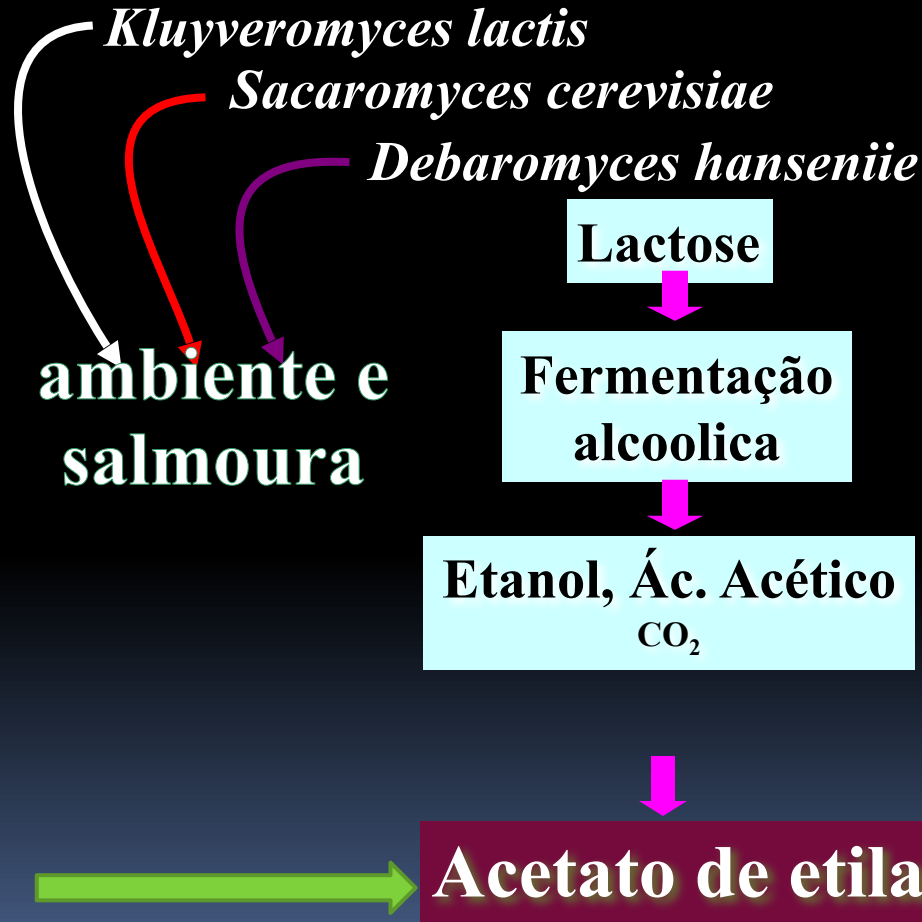 Kluyveromyces lactis
Sacaromyces cerevisiae
Debaromyces hanseniie
Lactose
ambiente e
salmoura
Fermentação
alcoolica
Etanol, Ác. Acético
CO₂
Acetato de etila